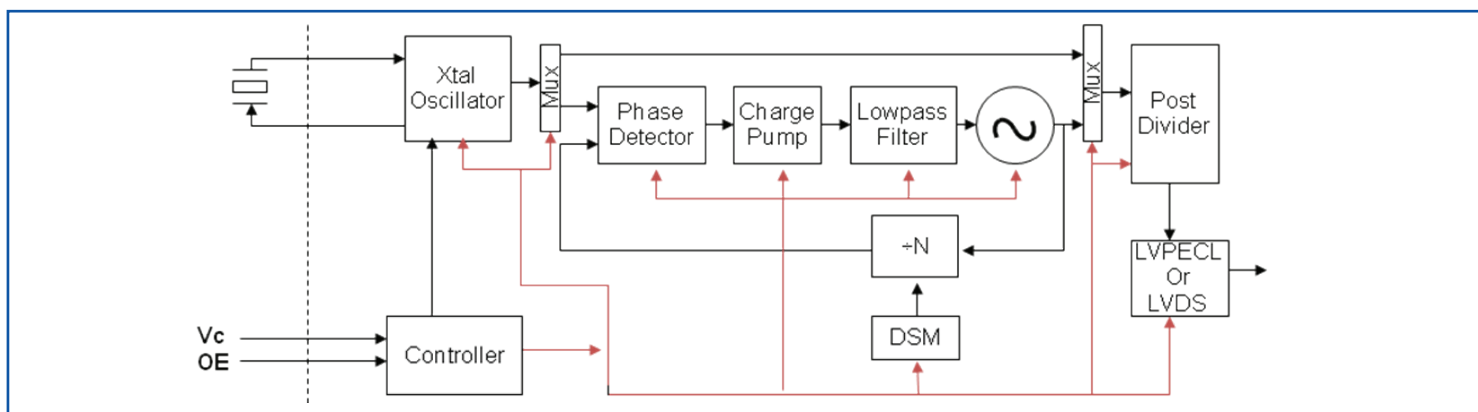 Xtal
Oscillator
Mux
Phase
Detector
Charge
Pump
Lowpass
Filter
Mux
Post
Divider
÷N
LVPECL
Or
LVDS
DSM
Vc
OE
Controller